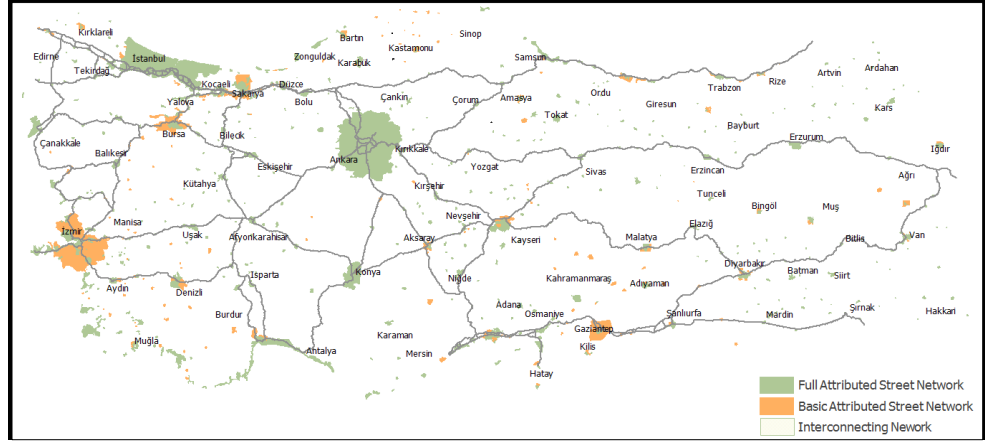 Kırklareli
Bartın
Sinop
Edirne
İstanbul
Zonguldak
Kastamonu
Karabük
Samsun
Tekirdağ
Kocaeli
Düzce
Sakarya
Yalova
Bolu
Çankırı
Çorum
Amasya
Ordu
Trabzon
Rize
Artvin
Ardahan
Giresun
Tokat
Kars
Bayburt
Çanakkale
Bursa
Bilecik
Balıkesir
Eskişehir
Ankara
Kırıkkale
Yozgat
Sivas
Erzincan
Erzurum
Iğdır
Ağrı
Kütahya
Kırşehir
Tunceli
Bingöl
Muş
Manisa
İzmir
Uşak
Afyonkarahisa
Nevşehir
Aksaray
Kayseri
Malatya
Elazığ
Bitlis
Van
Aydın
Denizli
Isparta
Konya
Niğde
Kahramanmaraş
Adıyaman
Diyarbakır
Batman
Siirt
Burdur
Adana
Osmaniye
Gaziantep
Şanlıurfa
Mardin
Şırnak
Hakkari
Muğla
Antalya
Karaman
Mersin
Kilis
Hatay
Full Attributed Street Network
Basic Attributed Street Network
Interconnecting Nework